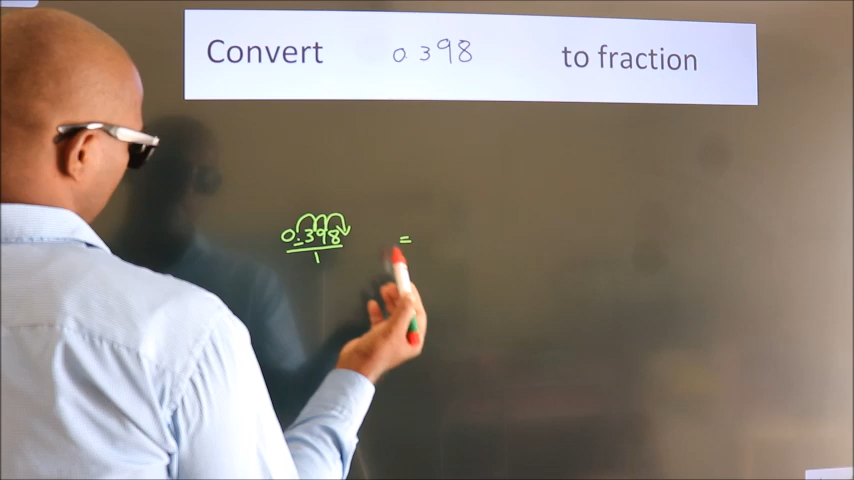 Convert 0.398 to fraction
0.398 =
1